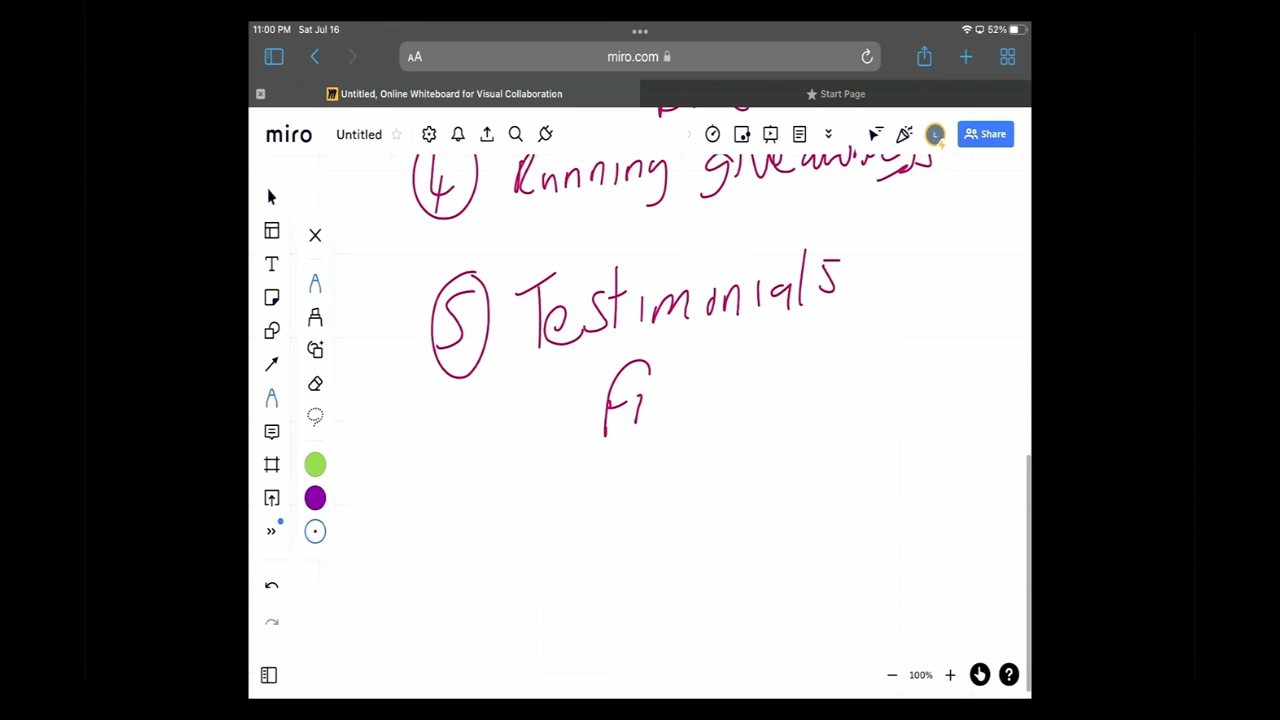 11:00 PM Sat Jul 16
52%
AA
miro.com
Untitled, Online Whiteboard for Visual Collaboration
Start Page
miro
Untitled
L
Share
4 Running giveaways
5 Testimonials
T
100%
?